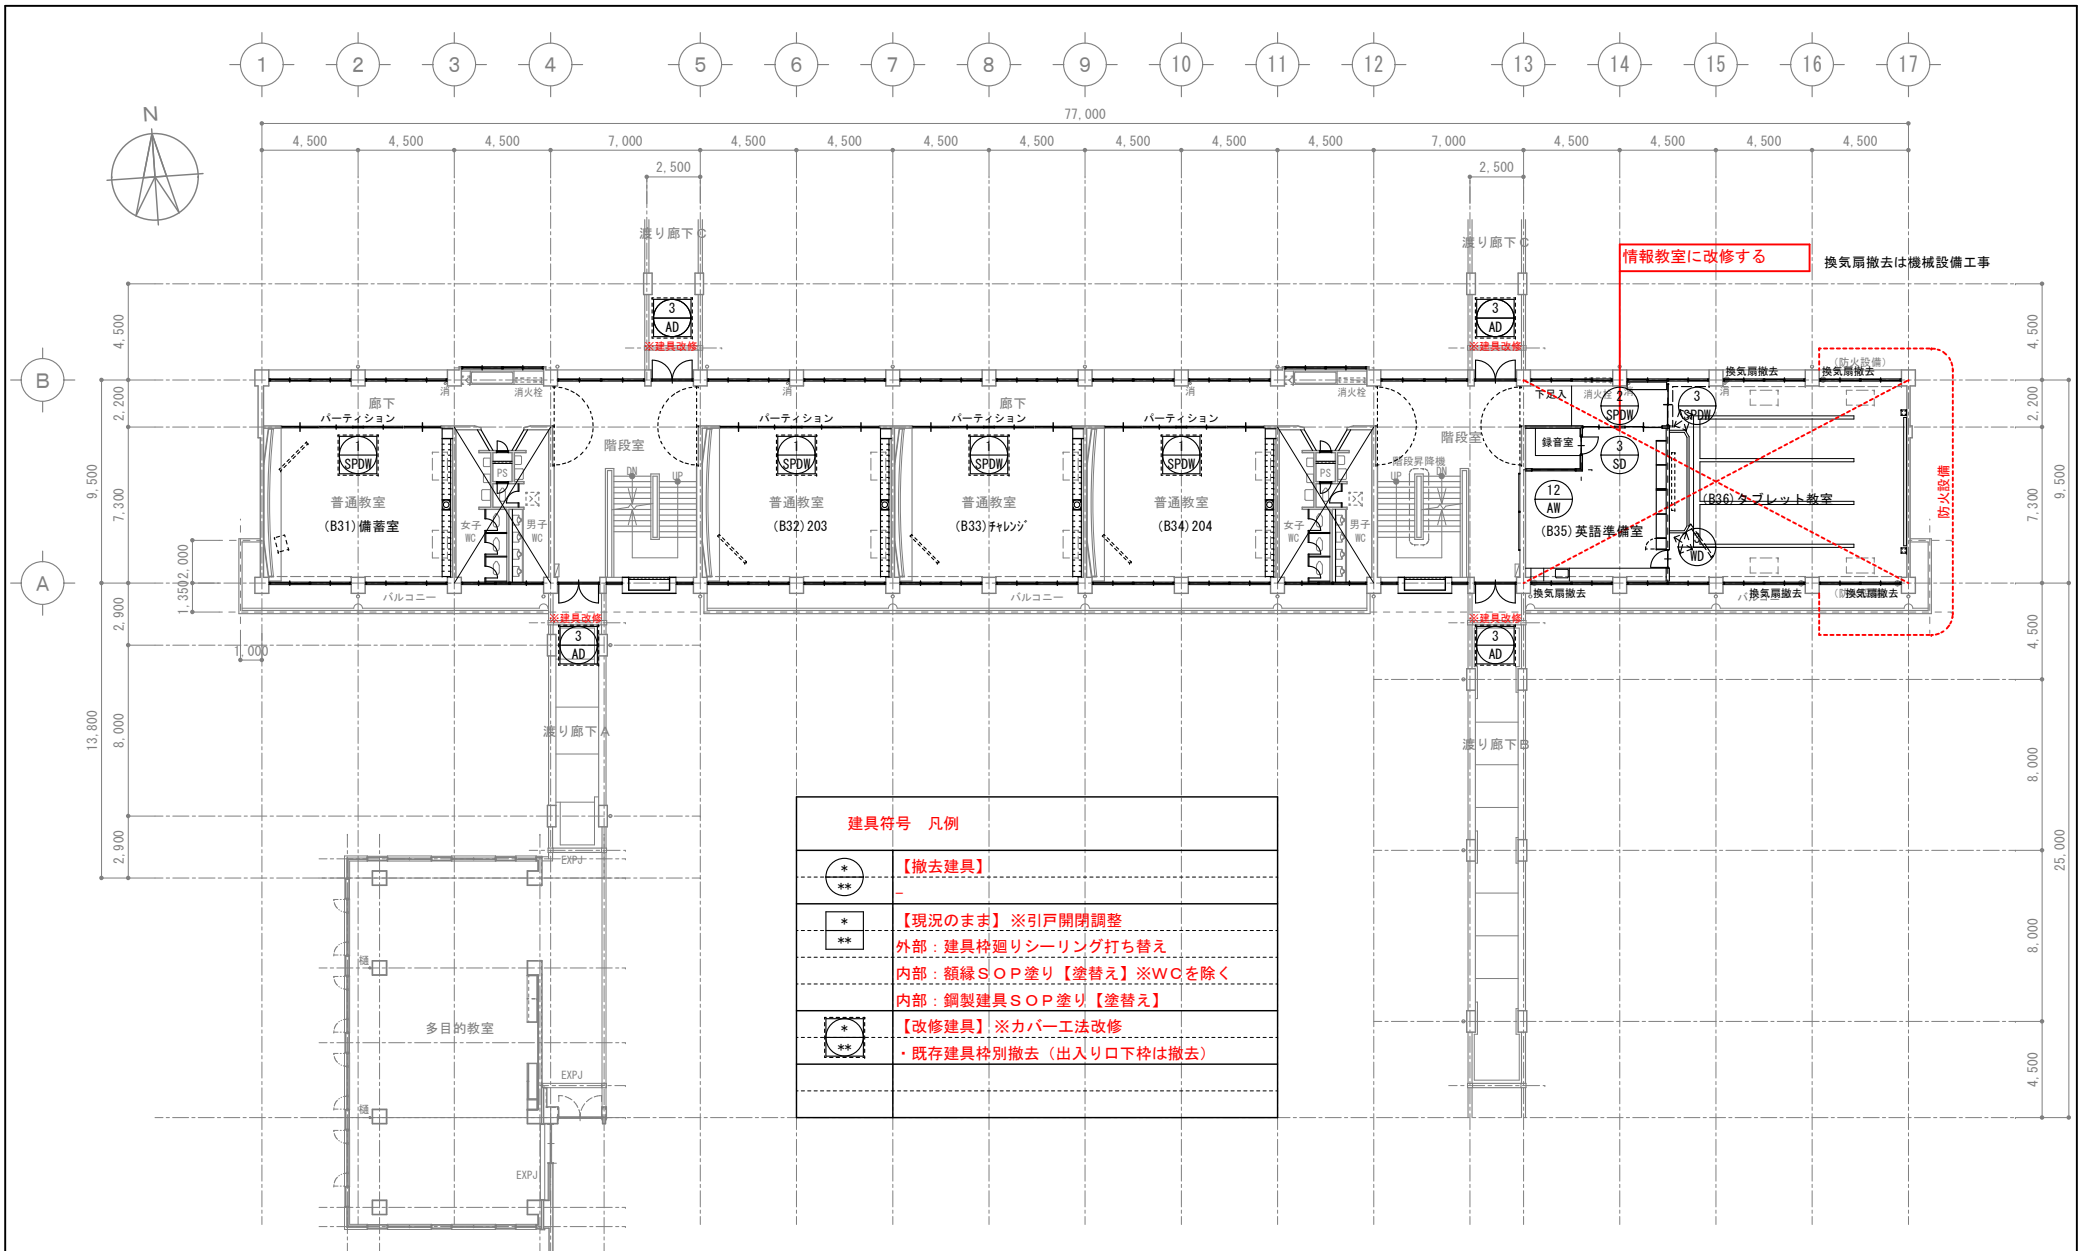 1 2 3 4 5 6 7 8 9 10 11 12 13 14 15 16 17
N
77,000
4,500 4,500 4,500 7,000 4,500 4,500 4,500 4,500 4,500 4,500 4,500 7,000 4,500 4,500 4,500 4,500
2,500 2,500
渡り廊下C 渡り廊下C
情報教室に改修する
換気扇撤去は機械設備工事
3 AD
※建具改修
3 AD
※建具改修
(防火設備)
換気扇撤去 換気扇撤去
B
4,500
2,200
9,500
7,300
消 消火栓 消 消 消火栓 消火栓 消 消
廊下 廊下
下足入
2 SPDW
3 SPDW
パーティション パーティション パーティション パーティション
階段室 階段室
録音室
1 SPDW
1 SPDW
1 SPDW
1 SPDW
3 SD
階段昇降機
DN UP UP DN
PS PS
普通教室 普通教室 普通教室 普通教室
(B31)備蓄室 (B32)203 (B33)チャレンジ (B34)204
女子 WC 男子 WC 女子 WC 男子 WC
12 AW
(B35)英語準備室
(B36)タブレット教室
WD
防火設備
4,500
2,200
7,300
9,500
A
2,000
1,350
2,900
1,000
バルコニー バルコニー
換気扇撤去 換気扇撤去 換気扇撤去
※建具改修
3 AD
※建具改修
3 AD
4,500
13,800
8,000
2,900
渡り廊下A 渡り廊下B
8,000
25,000
8,000
4,500
EXPJ
樋
多目的教室
EXPJ
樋
EXPJ
建具符号 凡例
* ** 【撤去建具】
-
* ** 【現況のまま】※引戸開閉調整
外部：建具枠廻りシーリング打ち替え
内部：額縁SOP塗り【塗替え】※WCを除く
内部：鋼製建具SOP塗り【塗替え】
* ** 【改修建具】※カバー工法改修
・既存建具枠別撤去（出入り口下枠は撤去）